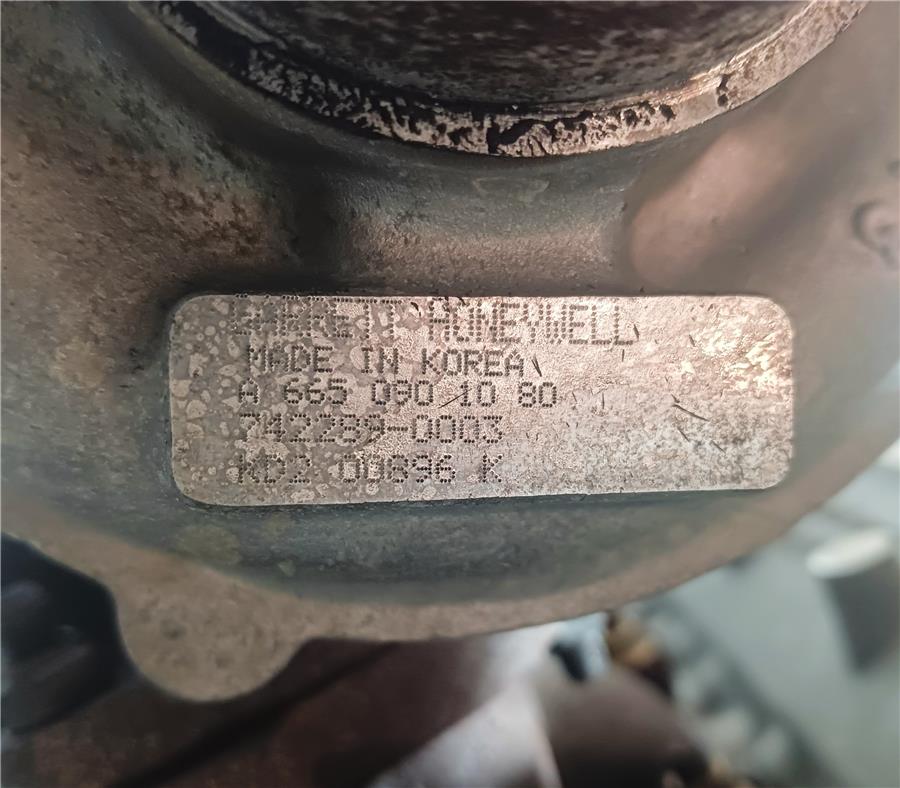 GARRETT HONEYWELL
MADE IN KOREA
A 665 090 10 80
742289-0003
KD2 00896 K